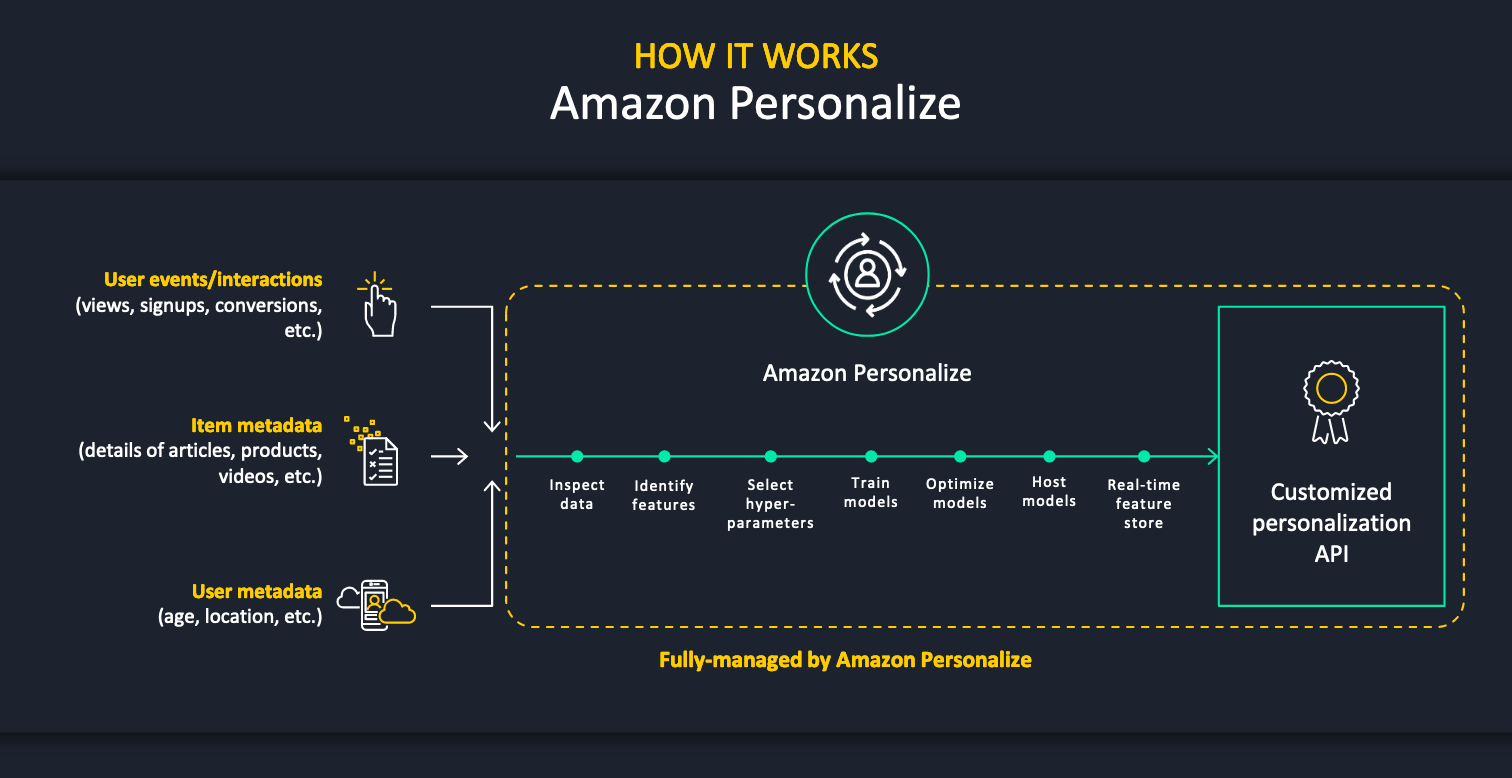 HOW IT WORKS
Amazon Personalize
User events/interactions
(views, signups, conversions,
etc.)
Item metadata
(details of articles, products,
videos, etc.)
User metadata
(age, location, etc.)
Amazon Personalize
Inspect
data
Identify
features
Select
hyper-
parameters
Train
models
Optimize
models
Host
models
Real-time
feature
store
Customized
personalization
API
Fully-managed by Amazon Personalize